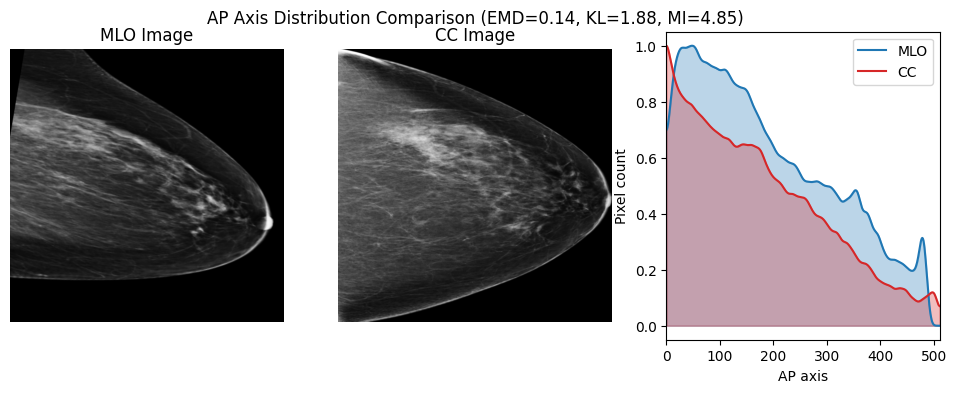 AP Axis Distribution Comparison (EMD=0.14, KL=1.88, MI=4.85)
MLO Image
CC Image
MLO
CC
Pixel count
1.0
0.8
0.6
0.4
0.2
0.0
0 100 200 300 400 500
AP axis